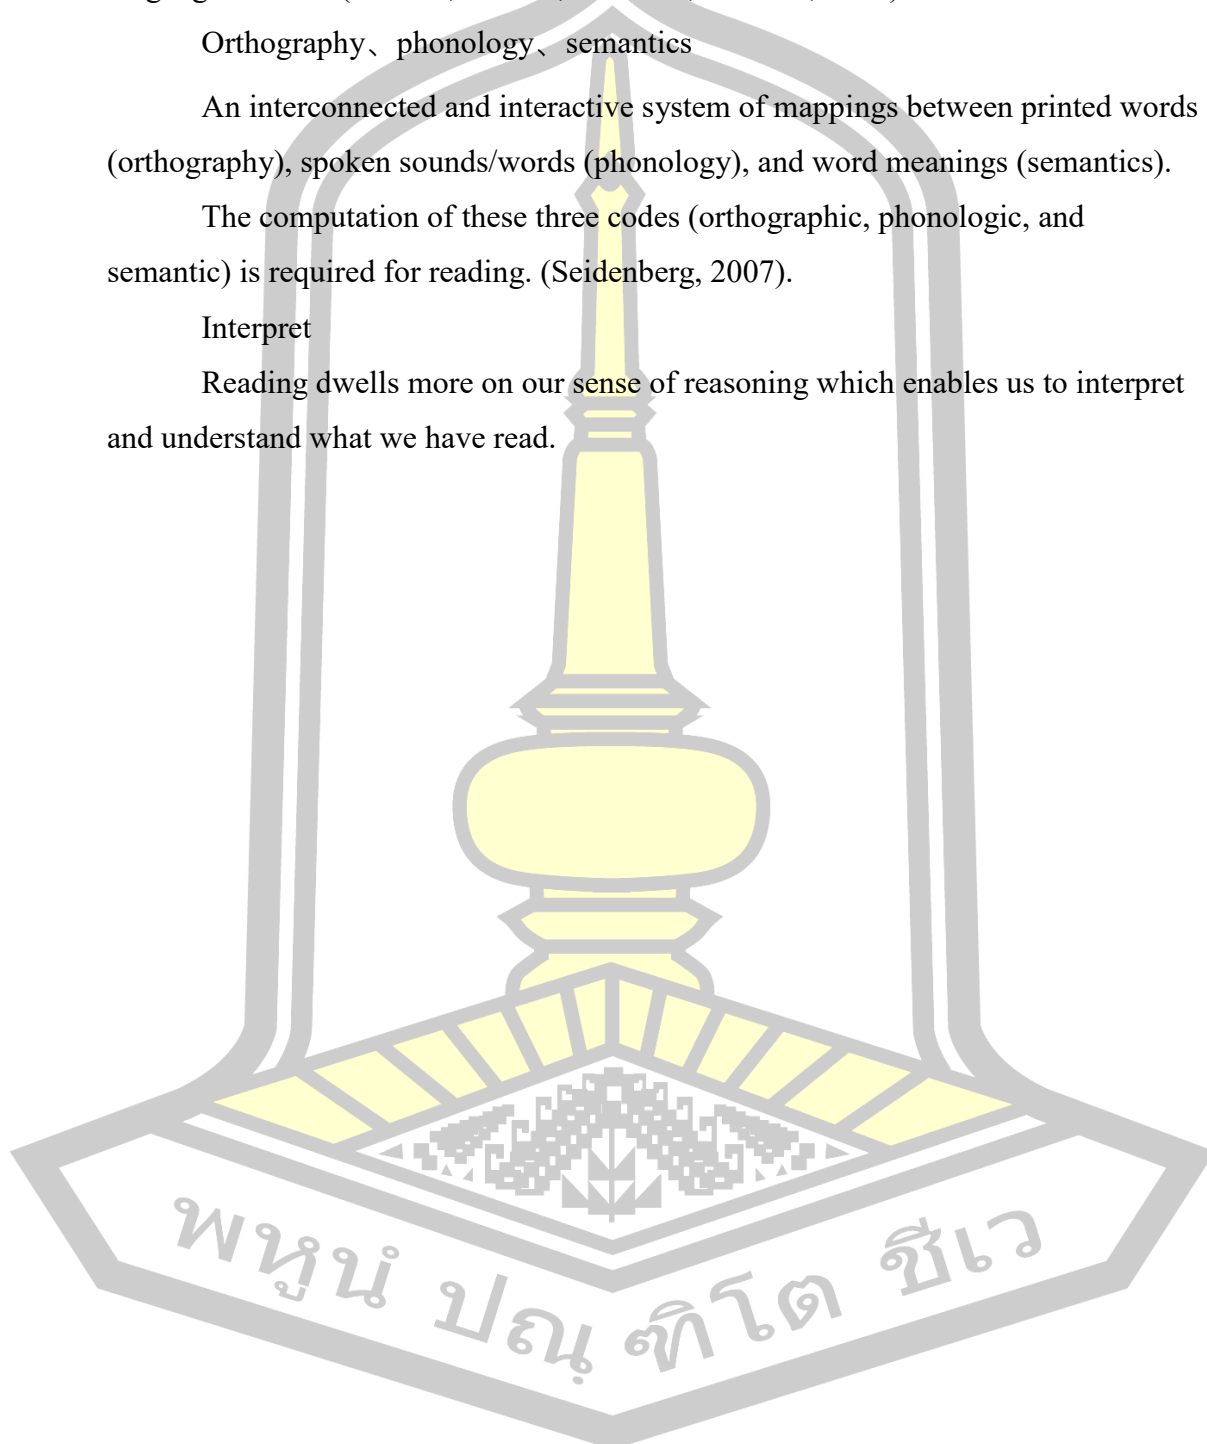 Orthography、phonology、semantics
An interconnected and interactive system of mappings between printed words
(orthography), spoken sounds/words (phonology), and word meanings (semantics).
The computation of these three codes (orthographic, phonologic, and
semantic) is required for reading. (Seidenberg, 2007).
Interpret
Reading dwells more on our sense of reasoning which enables us to interpret
and understand what we have read.
พหูนํ ปณฺฑิโต ชีเว